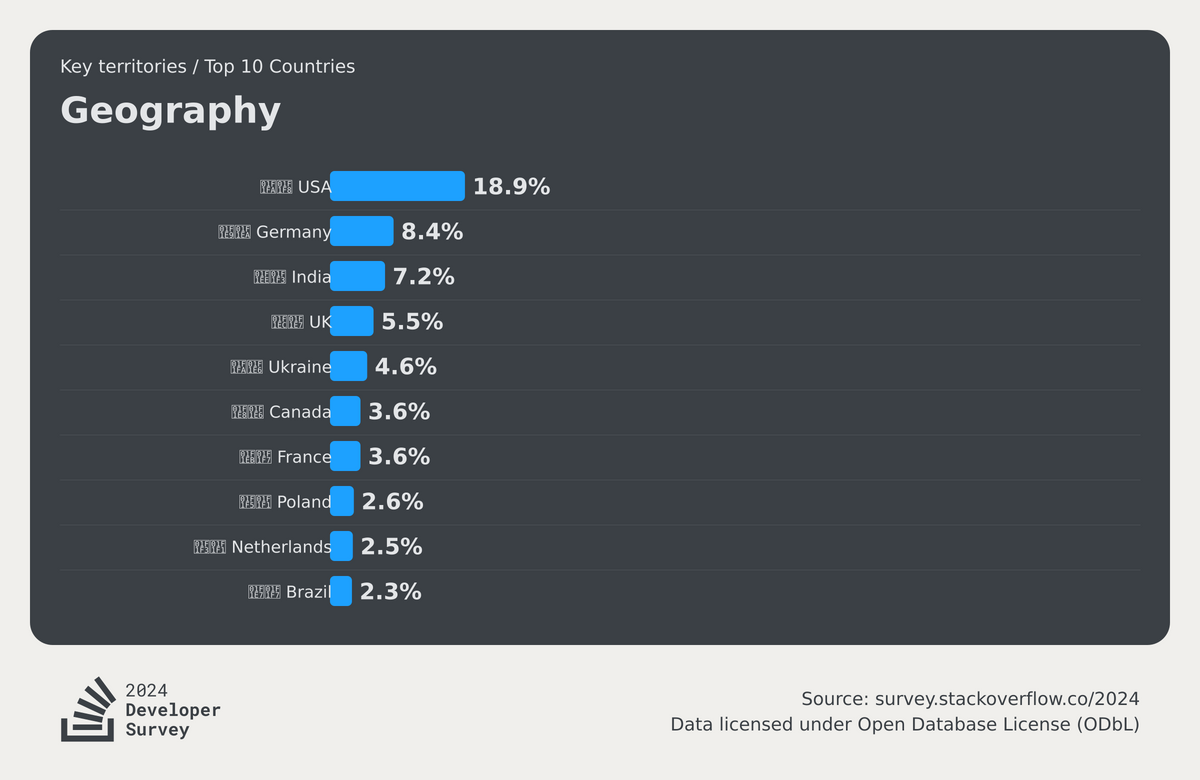 Key territories / Top 10 Countries
Geography
USA 18.9%
Germany 8.4%
India 7.2%
UK 5.5%
Ukraine 4.6%
Canada 3.6%
France 3.6%
Poland 2.6%
Netherlands 2.5%
Brazil 2.3%
2024
Developer
Survey
Source: survey.stackoverflow.co/2024
Data licensed under Open Database License (ODbL)